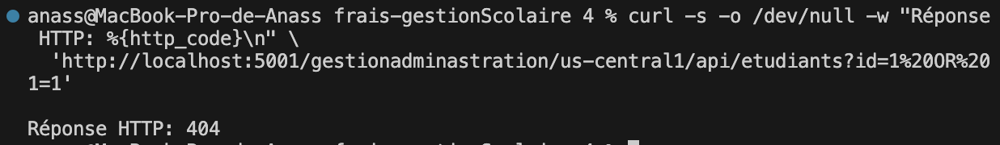 anass@MacBook-Pro-de-Anass frais-gestionScolaire 4 % curl -s -o /dev/null -w "Réponse
HTTP: %{http_code}\n" \
'http://localhost:5001/gestionadminastration/us-central1/api/etudiants?id=1%20OR%20
1=1'
Réponse HTTP: 404